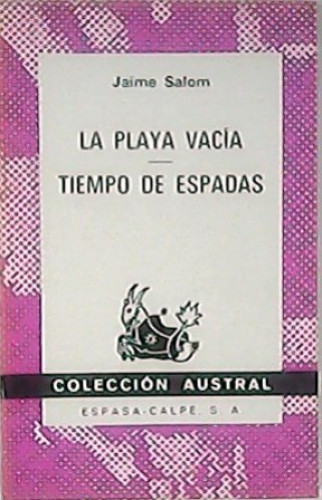 Jaime Salom
LA PLAYA VACÍA
TIEMPO DE ESPADAS
COLECCIÓN AUSTRAL
ESPASA-CALPE, S. A.